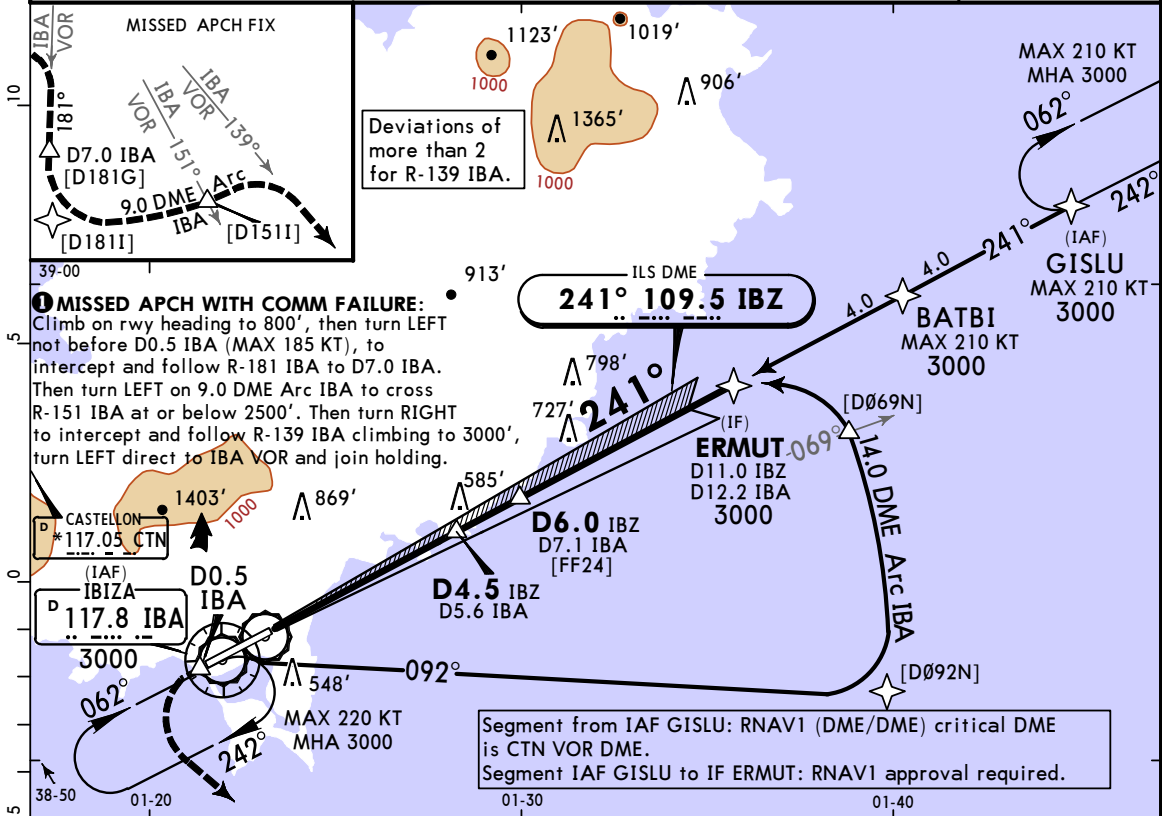 MISSED APCH FIX
IBA
VOR
181°
D7.0 IBA
[D181G]
[D181I]
IBA
VOR
151°
IBA
VOR
139°
9.0 DME Arc
IBA
[D151I]
1123'
1000
1019'
1365'
1000
906'
Deviations of
more than 2
for R-139 IBA.
MAX 210 KT
MHA 3000
062°
242°
(IAF)
GISLU
MAX 210 KT
3000
241°
4.0
4.0
BATBI
MAX 210 KT
3000
10
39-00
913'
ILS DME
241° 109.5 IBZ
1 MISSED APCH WITH COMM FAILURE:
Climb on rwy heading to 800', then turn LEFT
not before D0.5 IBA (MAX 185 KT), to
intercept and follow R-181 IBA to D7.0 IBA.
Then turn LEFT on 9.0 DME Arc IBA to cross
R-151 IBA at or below 2500'. Then turn RIGHT
to intercept and follow R-139 IBA climbing to 3000',
turn LEFT direct to IBA VOR and join holding.
5
798'
727'
241°
585'
(IF)
ERMUT
D11.0 IBZ
D12.2 IBA
3000
[DØ69N]
069°
14.0 DME Arc IBA
1403'
1000
869'
D CASTELLON
*117.05 CTN
D6.0 IBZ
D7.1 IBA
[FF24]
D4.5 IBZ
D5.6 IBA
0
(IAF)
IBIZA
D 117.8 IBA
3000
D0.5
IBA
092°
[DØ92N]
548'
062°
242°
MAX 220 KT
MHA 3000
Segment from IAF GISLU: RNAV1 (DME/DME) critical DME
is CTN VOR DME.
Segment IAF GISLU to IF ERMUT: RNAV1 approval required.
38-50
01-20
01-30
01-40
5